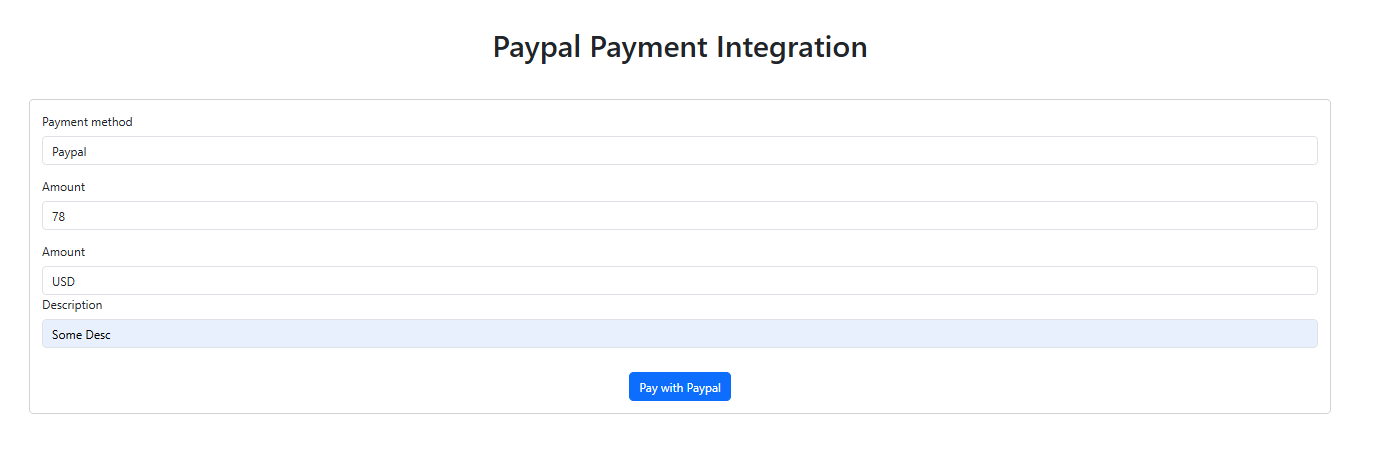 Paypal Payment Integration
Payment method
Paypal
Amount
78
Amount
USD
Description
Some Desc
Pay with Paypal